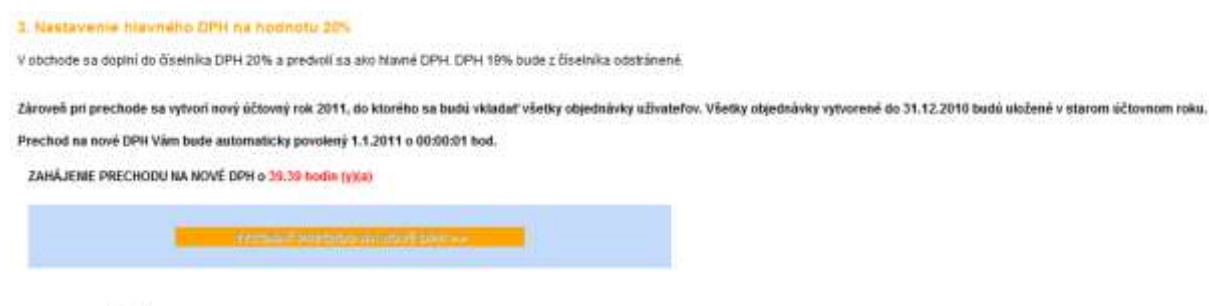 3. Nastavenie hlavného DPH na hodnotu 20%
V obchode sa doplní do číselníka DPH 20% a predvolí sa ako hlavné DPH. DPH 19% bude z číselníka odstránené.
Zároveň pri prechode sa vytvorí nový účtovný rok 2011, do ktorého sa budú vkladať všetky objednávky užívateľov. Všetky objednávky vytvorené do 31.12.2010 budú uložené v starom účtovnom roku.
Prechod na nové DPH Vám bude automaticky povolený 1.1.2011 o 00:00:01 hod.
ZAHÁJENIE PRECHODU NA NOVÉ DPH o 39.39 hodin (y)(a)